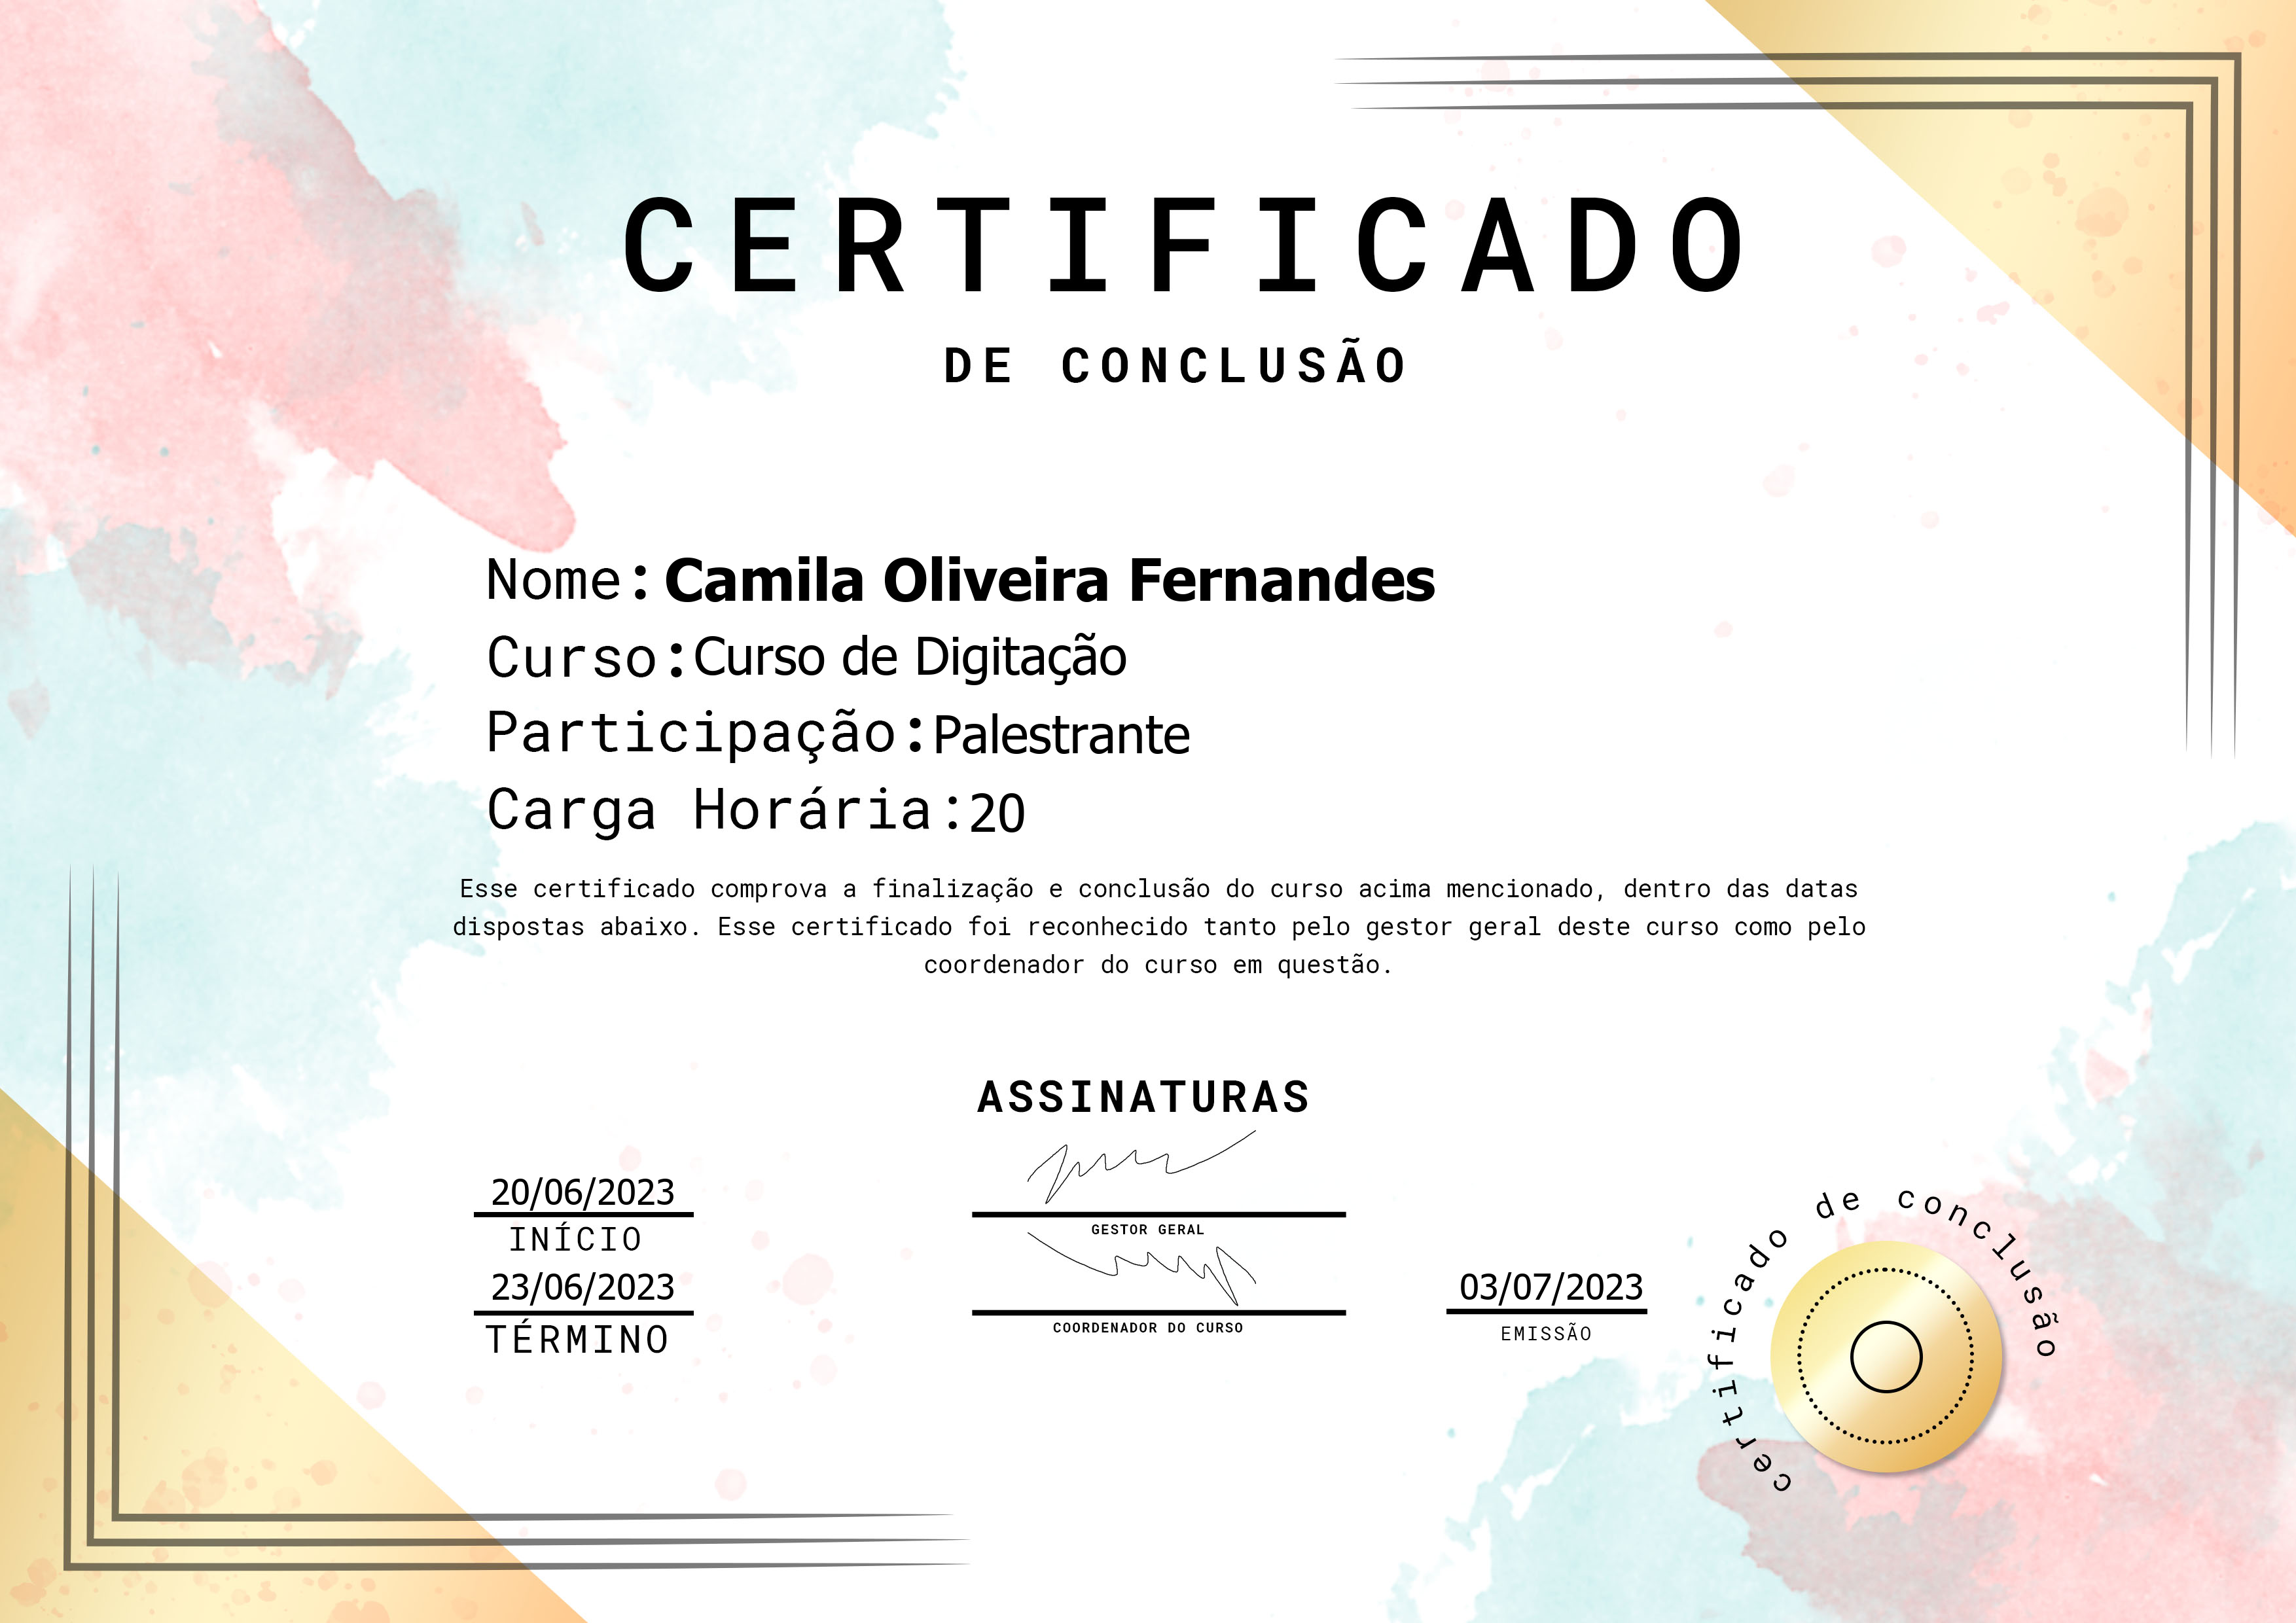 CERTIFICADO
DE CONCLUSÃO
Nome: Camila Oliveira Fernandes
Curso:Curso de Digitação
Participação:Palestrante
Carga Horária:20
Esse certificado comprova a finalização e conclusão do curso acima mencionado, dentro das datas
dispostas abaixo. Esse certificado foi reconhecido tanto pelo gestor geral deste curso como pelo
coordenador do curso em questão.
ASSINATURAS
20/06/2023
INÍCIO
GESTOR GERAL
23/06/2023
TÉRMINO
COORDENADOR DO CURSO
03/07/2023
EMISSÃO
certificado de conclusão